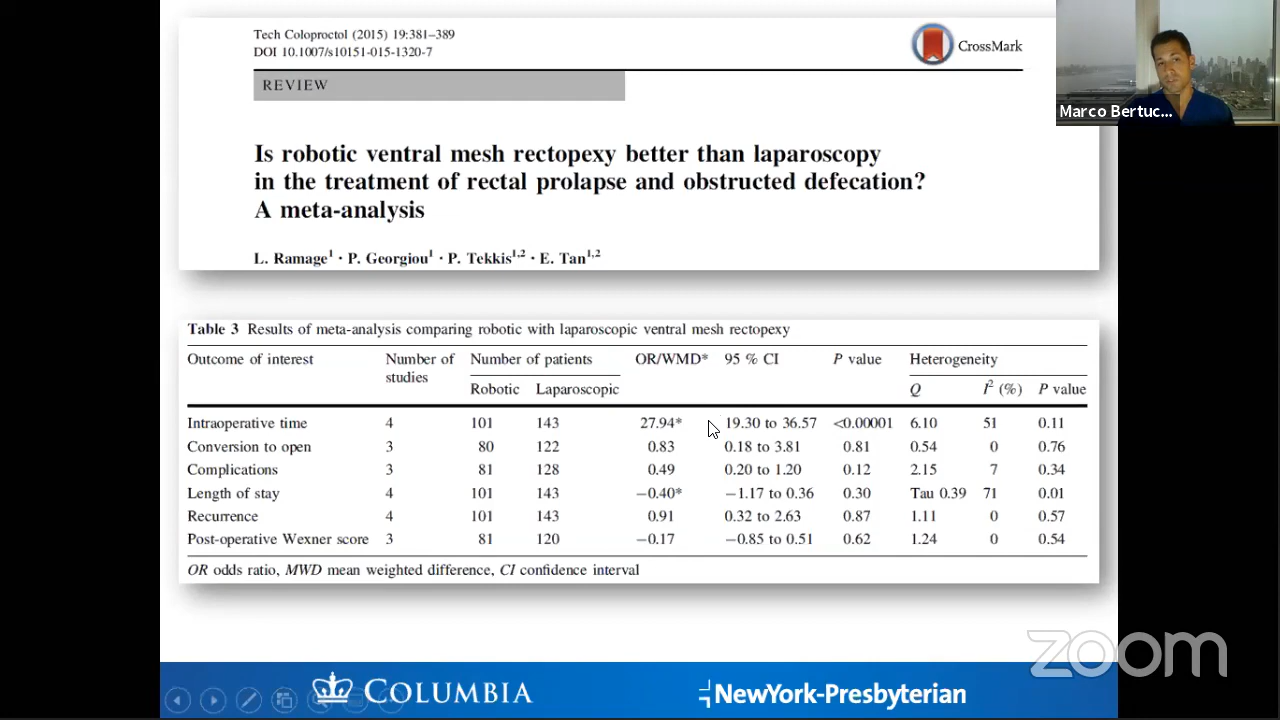 Tech Coloproctol (2015) 19:381–389
DOI 10.1007/s10151-015-1320-7
CrossMark
REVIEW
Marco Bertuc...
Is robotic ventral mesh rectopexy better than laparoscopy
in the treatment of rectal prolapse and obstructed defecation?
A meta-analysis
L. Ramage1 · P. Georgiou1 · P. Tekkis1,2 · E. Tan1,2
Table 3 Results of meta-analysis comparing robotic with laparoscopic ventral mesh rectopexy
Outcome of interest Number of studies Number of patients OR/WMD* 95 % CI P value Heterogeneity
Robotic Laparoscopic Q I2 (%) P value
Intraoperative time 4 101 143 27.94* 19.30 to 36.57 <0.00001 6.10 51 0.11
Conversion to open 3 80 122 0.83 0.18 to 3.81 0.81 0.54 0 0.76
Complications 3 81 128 0.49 0.20 to 1.20 0.12 2.15 7 0.34
Length of stay 4 101 143 −0.40* −1.17 to 0.36 0.30 Tau 0.39 71 0.01
Recurrence 4 101 143 0.91 0.32 to 2.63 0.87 1.11 0 0.57
Post-operative Wexner score 3 81 120 −0.17 −0.85 to 0.51 0.62 1.24 0 0.54
OR odds ratio, MWD mean weighted difference, CI confidence interval
zoom
COLUMBIA
NewYork-Presbyterian